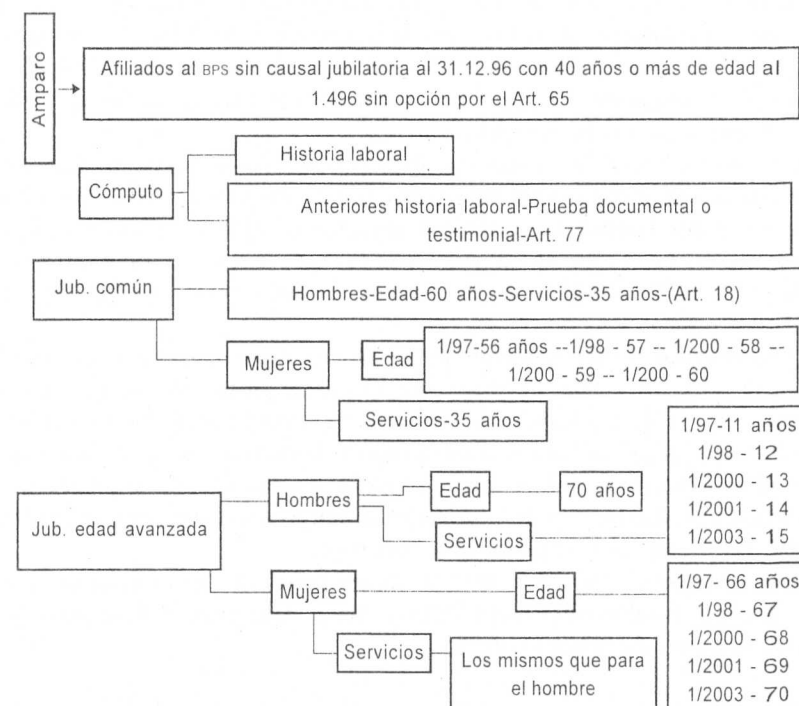 Amparo
Afiliados al BPS sin causal jubilatoria al 31.12.96 con 40 años o más de edad al
1.496 sin opción por el Art. 65
Cómputo
Historia laboral
Anteriores historia laboral-Prueba documental o
testimonial-Art. 77
Jub. común
Hombres-Edad-60 años-Servicios-35 años-(Art. 18)
Mujeres
Edad
1/97-56 años --1/98 - 57 -- 1/200 - 58 --
1/200 - 59 -- 1/200 - 60
Servicios-35 años
Jub. edad avanzada
Hombres
Edad
70 años
Servicios
1/97-11 años
1/98 - 12
1/2000 - 13
1/2001 - 14
1/2003 - 15
Mujeres
Edad
1/97- 66 años
1/98 - 67
1/2000 - 68
1/2001 - 69
1/2003 - 70
Servicios
Los mismos que para
el hombre